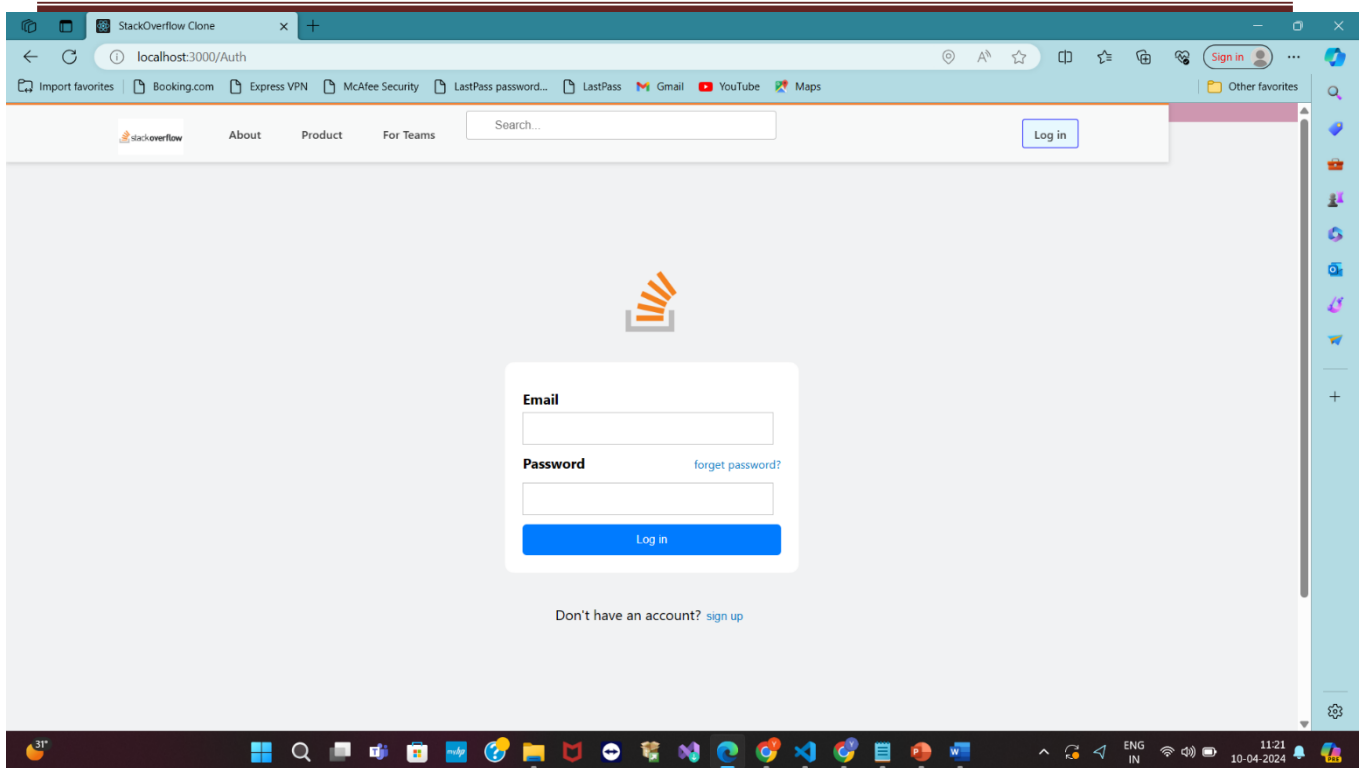 StackOverflow Clone
localhost:3000/Auth
Sign in
Import favorites
Booking.com
Express VPN
McAfee Security
LastPass password...
LastPass
Gmail
YouTube
Maps
Other favorites
stackoverflow
About
Product
For Teams
Search...
Log in
Email
Password
forget password?
Log in
Don't have an account? sign up
31°
ENG
IN
11:21
10-04-2024